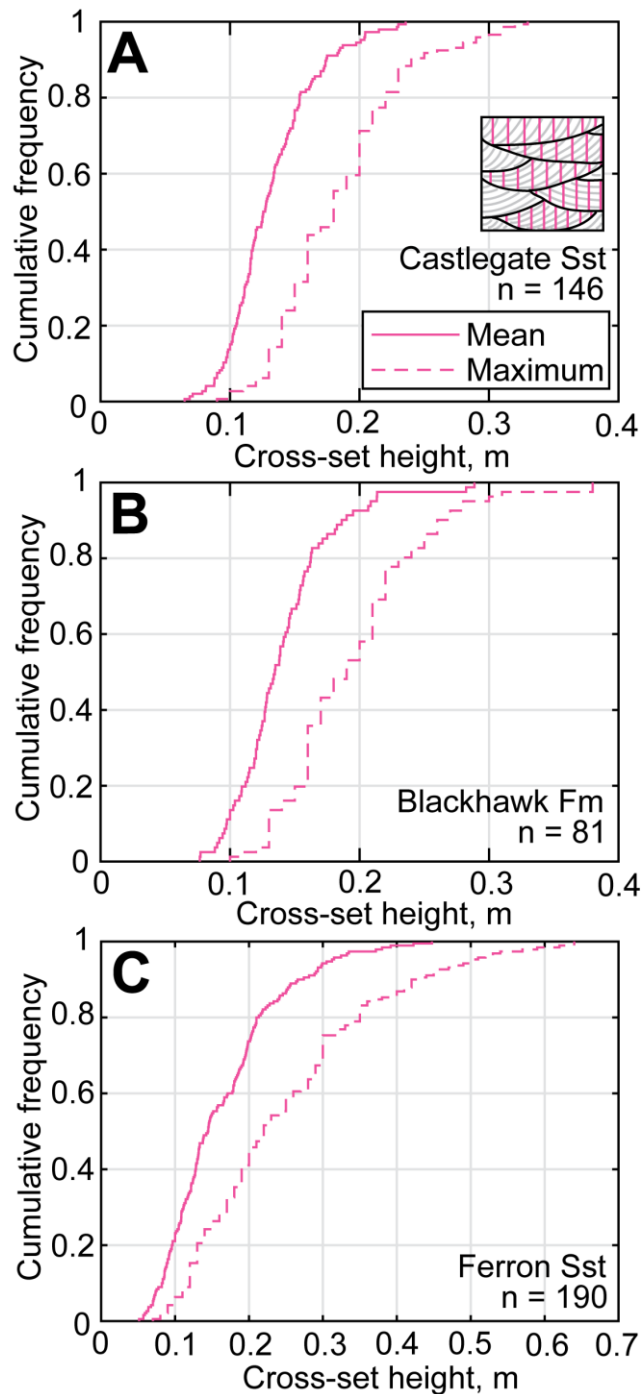 A
Cumulative frequency
1
0.8
0.6
0.4
0.2
0
Castlegate Sst
n = 146
Mean
Maximum
0.1
0.2
0.3
0.4
Cross-set height, m
B
Cumulative frequency
1
0.8
0.6
0.4
0.2
0
Blackhawk Fm
n = 81
0
0.1
0.2
0.3
0.4
Cross-set height, m
C
Cumulative frequency
1
0.8
0.6
0.4
0.2
0
Ferron Sst
n = 190
0
0.1
0.2
0.3
0.4
0.5
0.6
0.7
Cross-set height, m